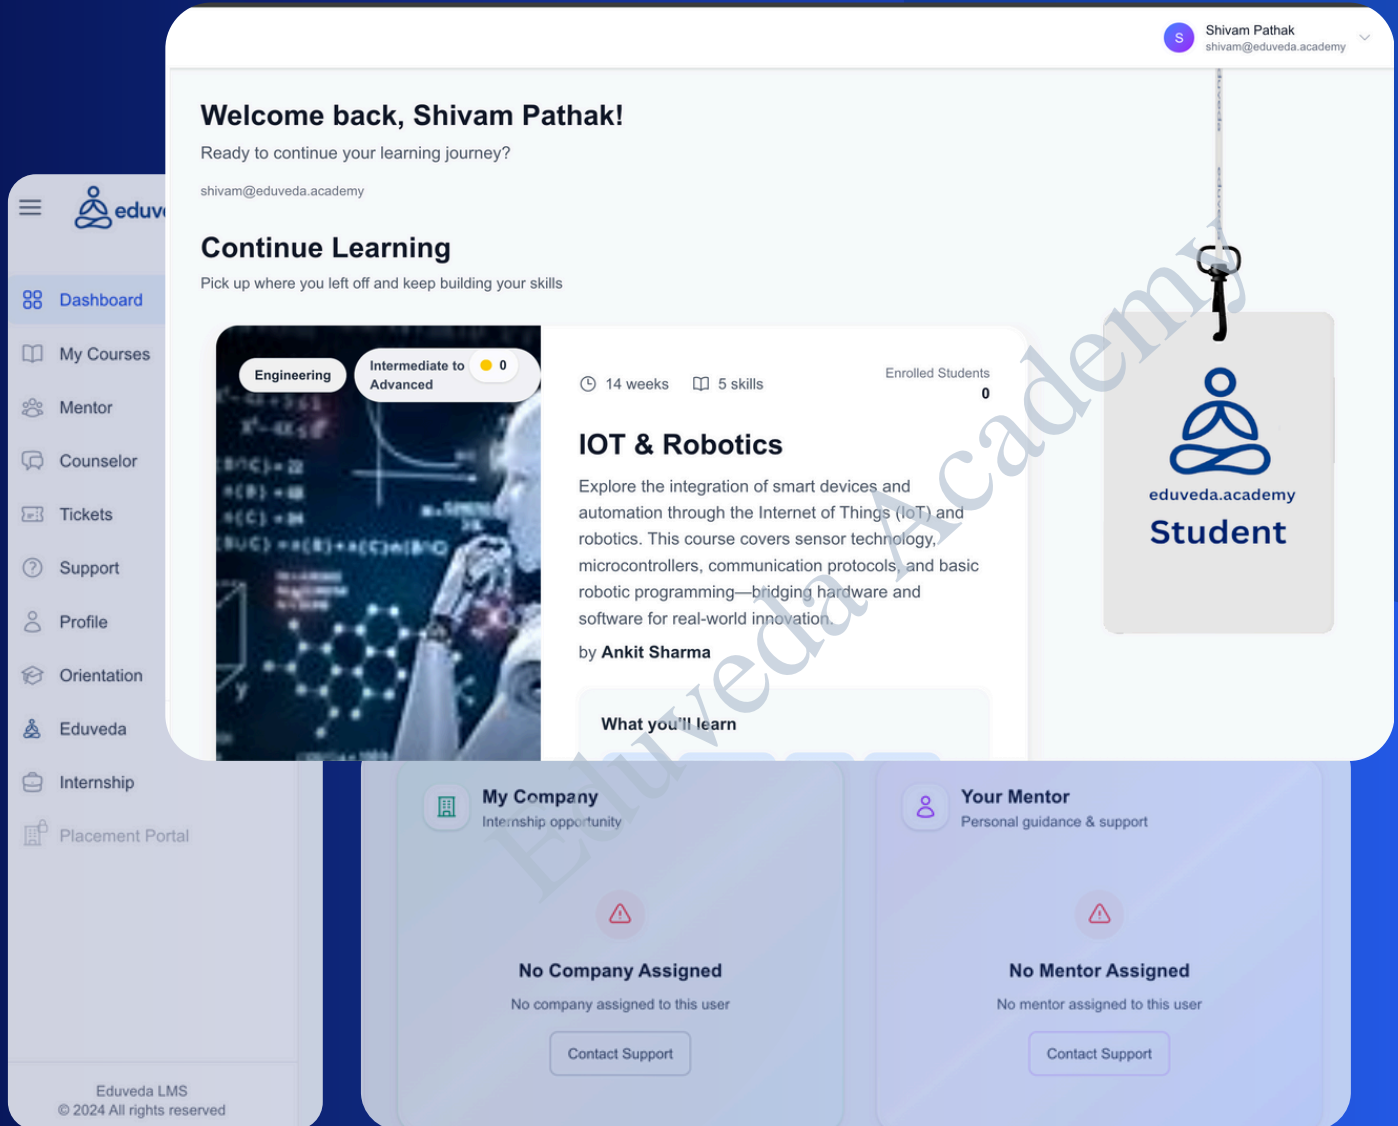 Shivam Pathak
shivam@eduveda.academy
Welcome back, Shivam Pathak!
Ready to continue your learning journey?
shivam@eduveda.academy
Continue Learning
Pick up where you left off and keep building your skills
Dashboard
My Courses
Mentor
Counselor
Tickets
Support
Profile
Orientation
Eduveda
Internship
Placement Portal
Eduveda LMS
© 2024 All rights reserved
Engineering
Intermediate to
Advanced
0
14 weeks
5 skills
Enrolled Students
0
IOT & Robotics
Explore the integration of smart devices and
automation through the Internet of Things (IoT) and
robotics. This course covers sensor technology,
microcontrollers, communication protocols, and basic
robotic programming—bridging hardware and
software for real-world innovation.
by Ankit Sharma
What you'll learn
eduveda.academy
Student
Eduveda Academy
My Company
Internship opportunity
No Company Assigned
No company assigned to this user
Contact Support
Your Mentor
Personal guidance & support
No Mentor Assigned
No mentor assigned to this user
Contact Support